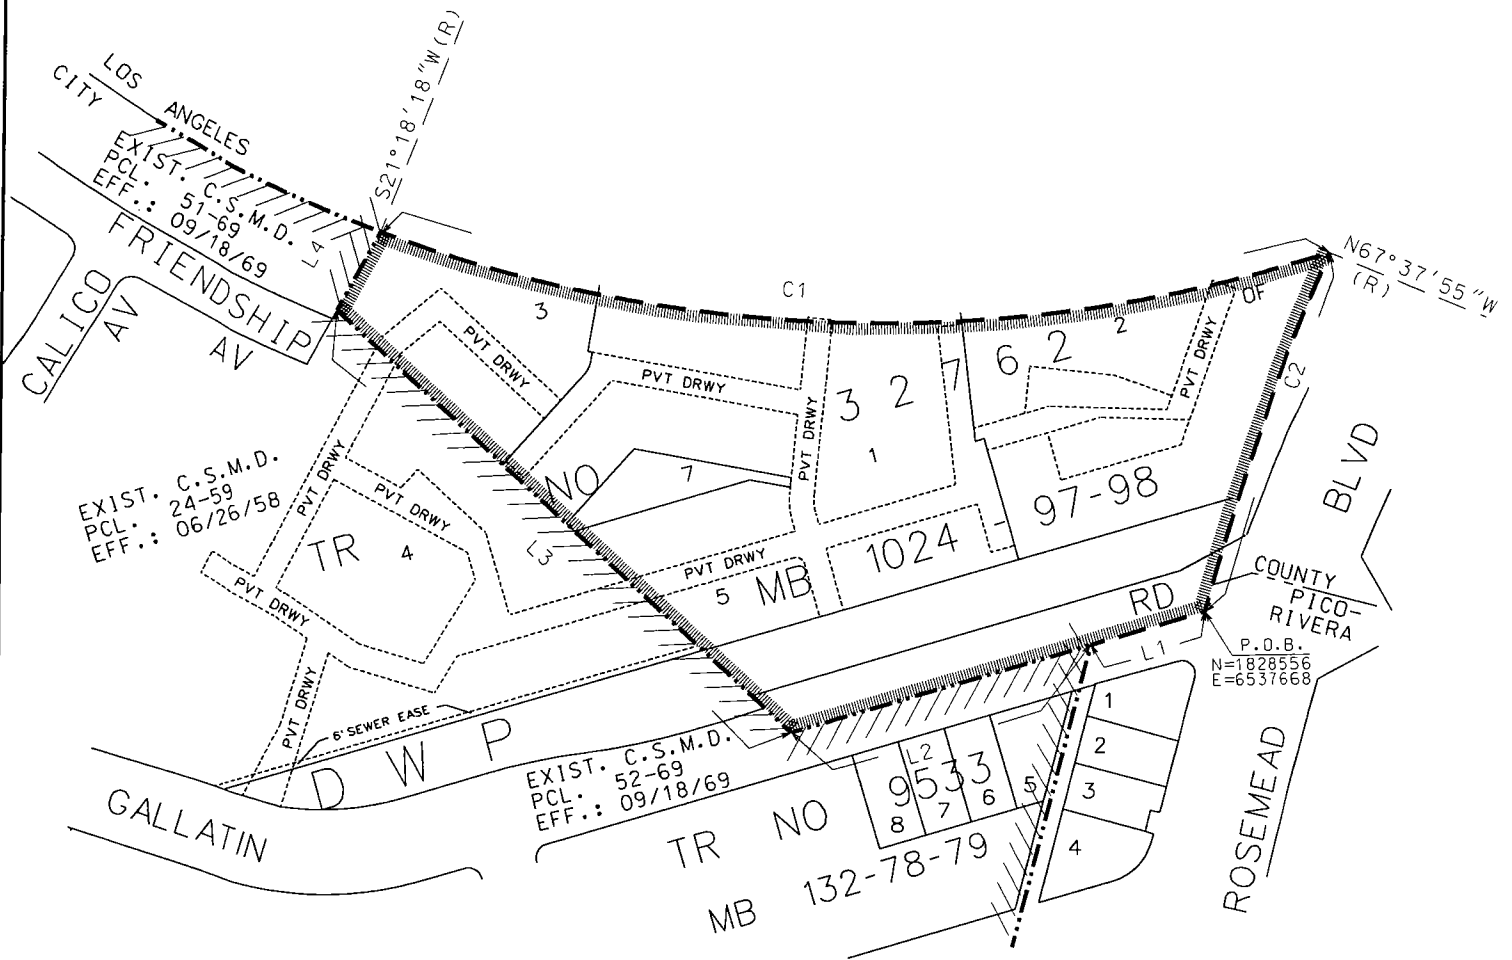 LOS ANGELES
CITY
OF
S21°18'18"W(R)
EXIST. C.S.M.D.
PCL. 51-69
EFF.: 09/18/69
L4
FRIENDSHIP
AV
CALICO
AV
C1
N67°37'55"W
(R)
C2
3
2
PVT DRWY
PVT DRWY
PVT DRWY
PVT DRWY
32762
1
7
NO
97-98
1024-
PVT DRWY
5
MB
RD
BLVD
EXIST. C.S.M.D.
PCL. 24-59
EFF.: 06/26/58
PVT DRWY
PVT DRWY
TR
4
L3
PVT DRWY
PVT DRWY
6' SEWER EASE
D W P
GALLATIN
COUNTY
PICO-
RIVERA
P.O.B.
N=1828556
E=6537668
L1
EXIST. C.S.M.D.
PCL. 52-69
EFF.: 09/18/69
L2
9533
8
7
6
5
1
2
3
4
TR NO
MB 132-78-79
ROSEMEAD